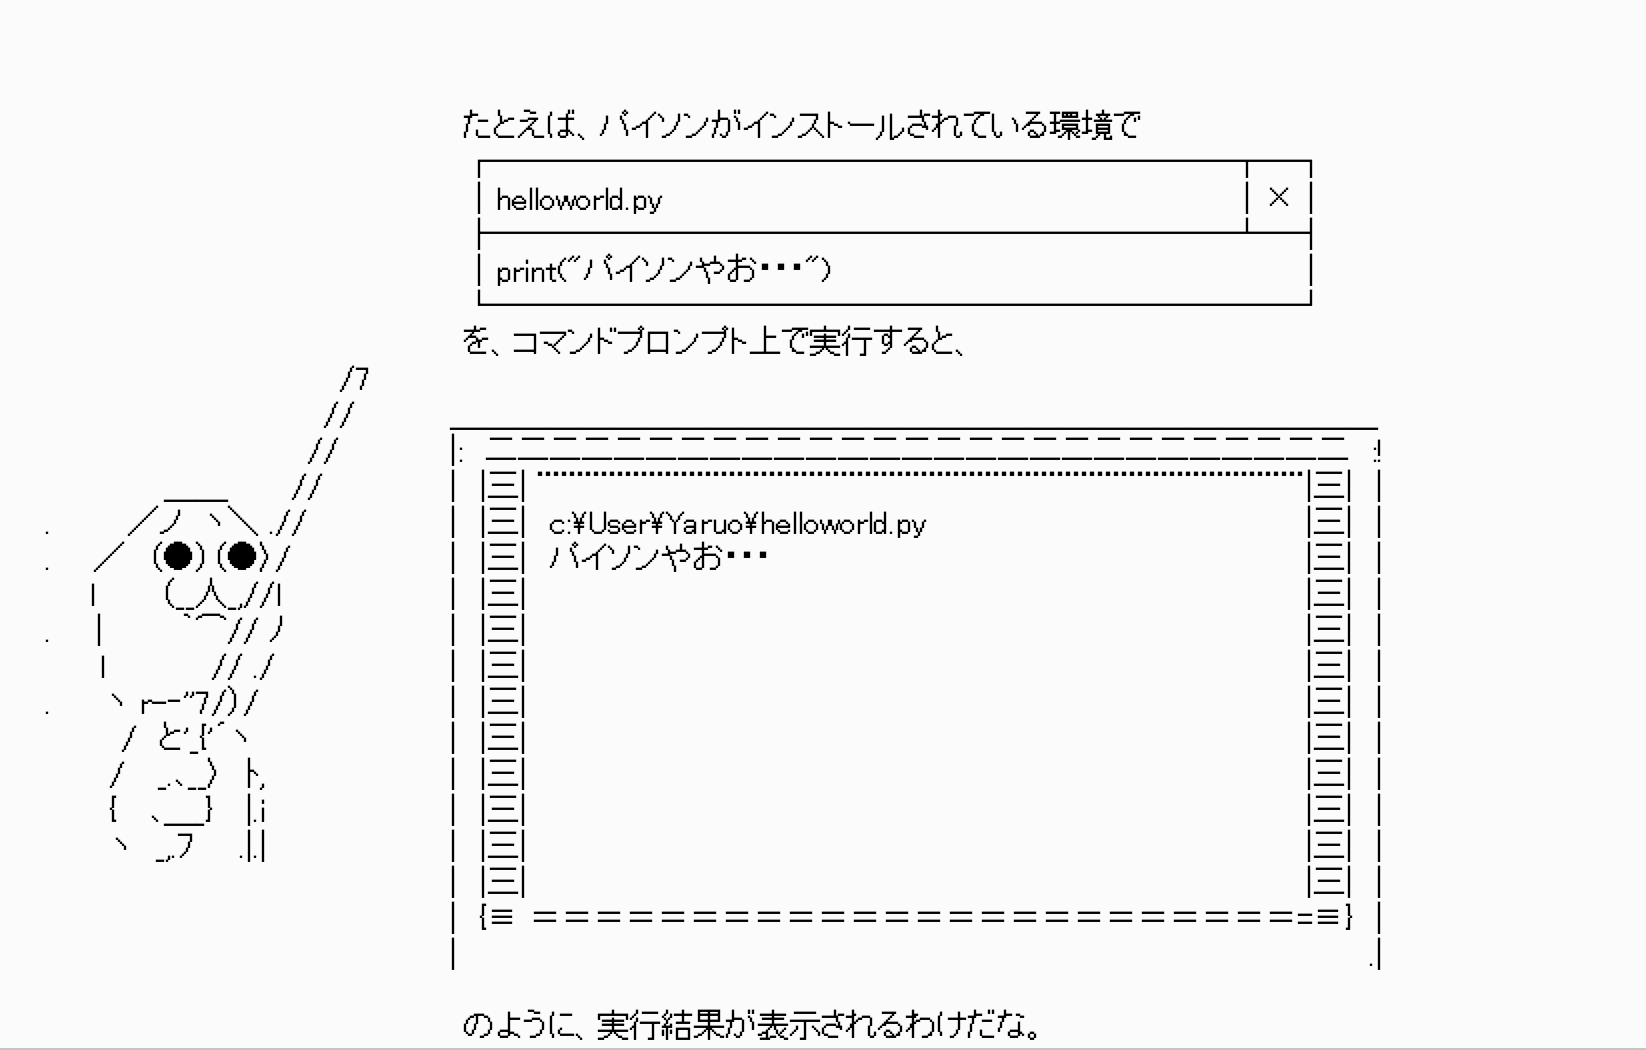 たとえば、パイソンがインストールされている環境で
helloworld.py ×
print("パイソンやお・・・")
を、コマンドプロンプト上で実行すると、
c:¥User¥Yaruo¥helloworld.py
パイソンやお・・・
のように、実行結果が表示されるわけだな。